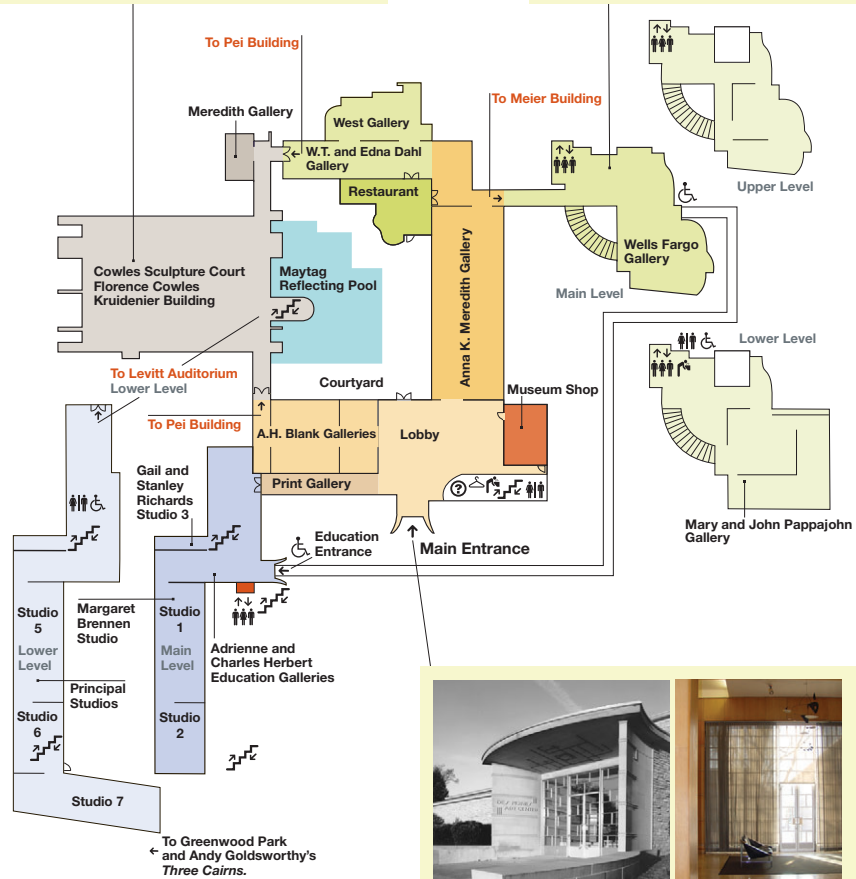 To Pei Building
Meredith Gallery
West Gallery
To Meier Building
W.T. and Edna Dahl
Gallery
Restaurant
Upper Level
Wells Fargo
Gallery
Cowles Sculpture Court
Florence Cowles
Kruidenier Building
Maytag
Reflecting Pool
Anna K. Meredith Gallery
Main Level
Lower Level
To Levitt Auditorium
Lower Level
Courtyard
Museum Shop
To Pei Building
A.H. Blank Galleries
Lobby
Gail and
Stanley
Richards
Studio 3
Print Gallery
?
Mary and John Pappajohn
Gallery
Education
Entrance
Main Entrance
Studio
5
Margaret
Brennen
Studio
Studio
1
Lower
Level
Main
Level
Adrienne and
Charles Herbert
Education Galleries
Principal
Studios
Studio
6
Studio
2
Studio 7
To Greenwood Park
and Andy Goldsworthy's
Three Cairns.
DES MOINES
ART CENTER